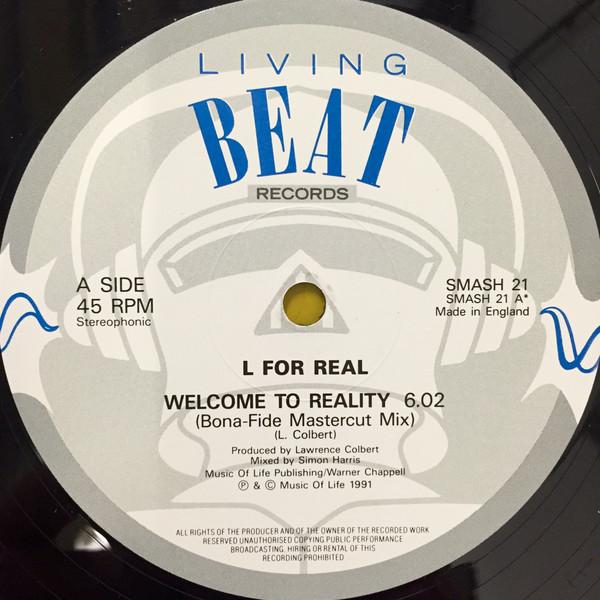 LIVING
BEAT
RECORDS
A SIDE
45 RPM
Stereophonic
SMASH 21
SMASH 21 A*
Made in England
L FOR REAL
WELCOME TO REALITY 6.02
(Bona-Fide Mastercut Mix)
(L. Colbert)
Produced by Lawrence Colbert
Mixed by Simon Harris
Music Of Life Publishing/Warner Chappell
Ⓟ & © Music Of Life 1991
ALL RIGHTS OF THE PRODUCER AND OF THE OWNER OF THE RECORDED WORK
RESERVED UNAUTHORISED COPYING PUBLIC PERFORMANCE
BROADCASTING, HIRING OR RENTAL OF THIS
RECORDING PROHIBITED